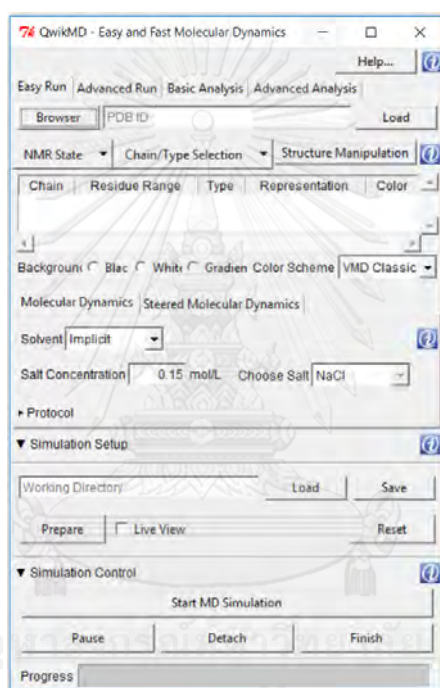 7% QwikMD - Easy and Fast Molecular Dynamics
Help...
Easy Run Advanced Run Basic Analysis Advanced Analysis
Browser PDB ID Load
NMR State Chain/Type Selection Structure Manipulation
Chain Residue Range Type Representation Color
Background Blac White Gradien Color Scheme VMD Classic
Molecular Dynamics Steered Molecular Dynamics
Solvent Implicit
Salt Concentration 0.15 mol/L Choose Salt NaCl
Protocol
Simulation Setup
Working Directory Load Save
Prepare Live View Reset
Simulation Control
Start MD Simulation
Pause Detach Finish
Progress